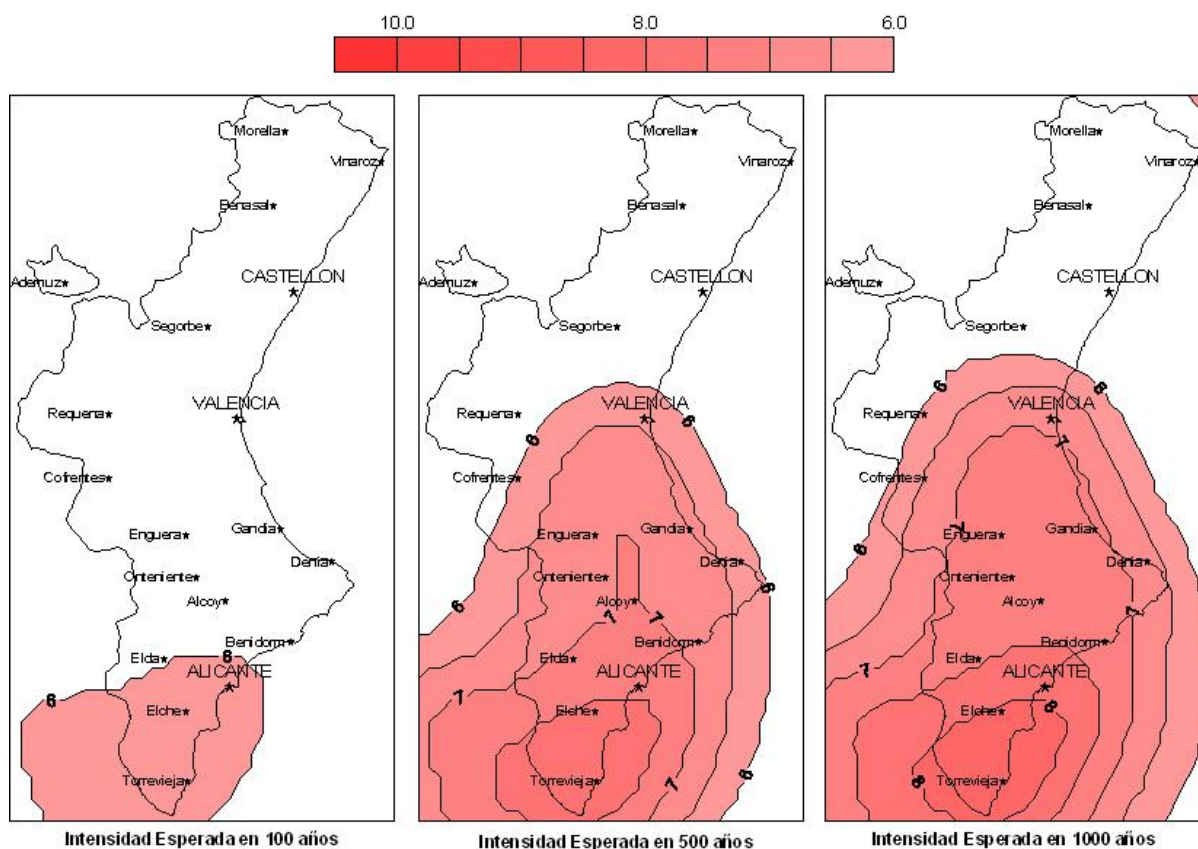 10.0 8.0 6.0
Morella
Vinaroz
Benasal
Ademuz
CASTELLON
Segorbe
Requena
VALENCIA
Cofrentes
Enguera
Gandia
Denia
Onteniente
Alcoy
Benidorm
Elda
6
ALICANTE
6
Elche
Torrevieja
Intensidad Esperada en 100 años
Morella
Vinaroz
Benasal
Ademuz
CASTELLON
Segorbe
Requena
VALENCIA
6
6
Cofrentes
Enguera
Gandia
Denia
Onteniente
6
Alcoy
6
7
7
Benidorm
Elda
ALICANTE
7
Elche
Torrevieja
7
6
Intensidad Esperada en 500 años
Morella
Vinaroz
Benasal
Ademuz
CASTELLON
Segorbe
6
6
Requena
VALENCIA
7
Cofrentes
7
Enguera
Gandia
6
Denia
Onteniente
Alcoy
7
Benidorm
Elda
7
ALICANTE
Elche
8
Torrevieja
8
Intensidad Esperada en 1000 años